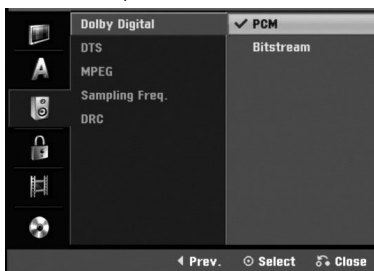 Dolby Digital
✔ PCM
DTS
Bitstream
MPEG
A
Sampling Freq.
DRC
Prev.
Select
Close